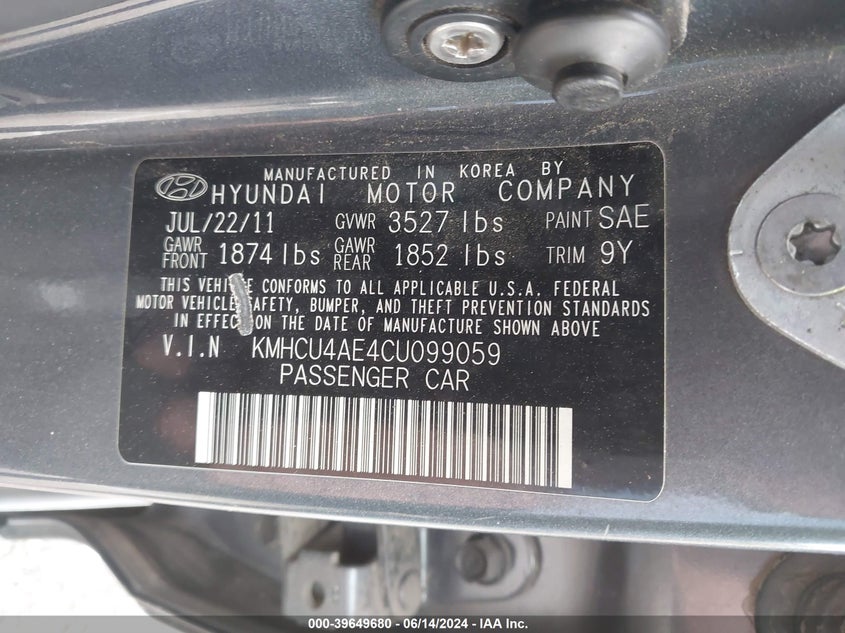 MANUFACTURED IN KOREA BY
HYUNDAI MOTOR COMPANY
JUL/22/11 GVWR 3527 lbs PAINT SAE
GAWR FRONT 1874 lbs GAWR REAR 1852 lbs TRIM 9Y
THIS VEHICLE CONFORMS TO ALL APPLICABLE U.S.A. FEDERAL
MOTOR VEHICLE SAFETY, BUMPER, AND THEFT PREVENTION STANDARDS
IN EFFECT ON THE DATE OF MANUFACTURE SHOWN ABOVE
V.I.N KMHCU4AE4CU099059
PASSENGER CAR
000-39649680 - 06/14/2024 - IAA Inc.